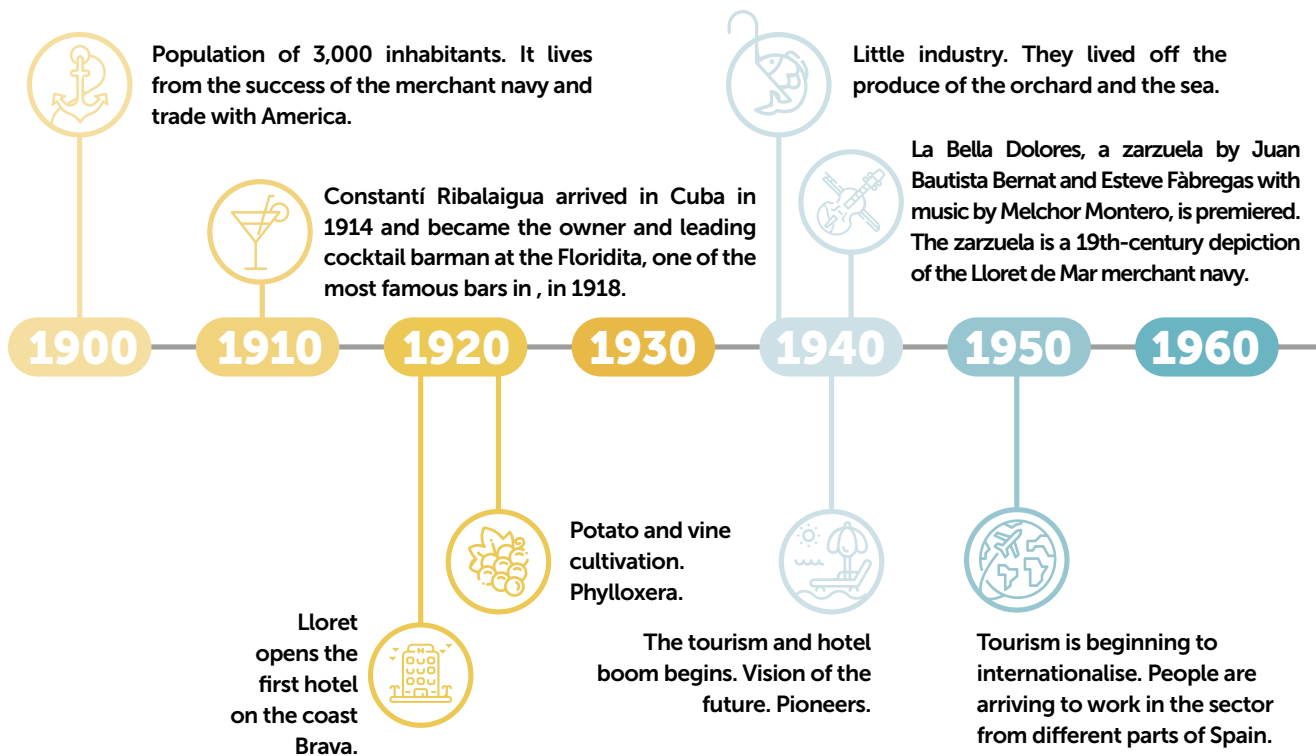 Population of 3,000 inhabitants. It lives
from the success of the merchant navy and
trade with America.
Constantí Ribalaigua arrived in Cuba in
1914 and became the owner and leading
cocktail barman at the Floridita, one of the
most famous bars in , in 1918.
Little industry. They lived off the
produce of the orchard and the sea.
La Bella Dolores, a zarzuela by Juan
Bautista Bernat and Esteve Fàbregas with
music by Melchor Montero, is premiered.
The zarzuela is a 19th-century depiction
of the Lloret de Mar merchant navy.
1900
1910
1920
1930
1940
1950
1960
Lloret
opens the
first hotel
on the coast
Brava.
H
Potato and vine
cultivation.
Phylloxera.
The tourism and hotel
boom begins. Vision of the
future. Pioneers.
Tourism is beginning to
internationalise. People are
arriving to work in the sector
from different parts of Spain.